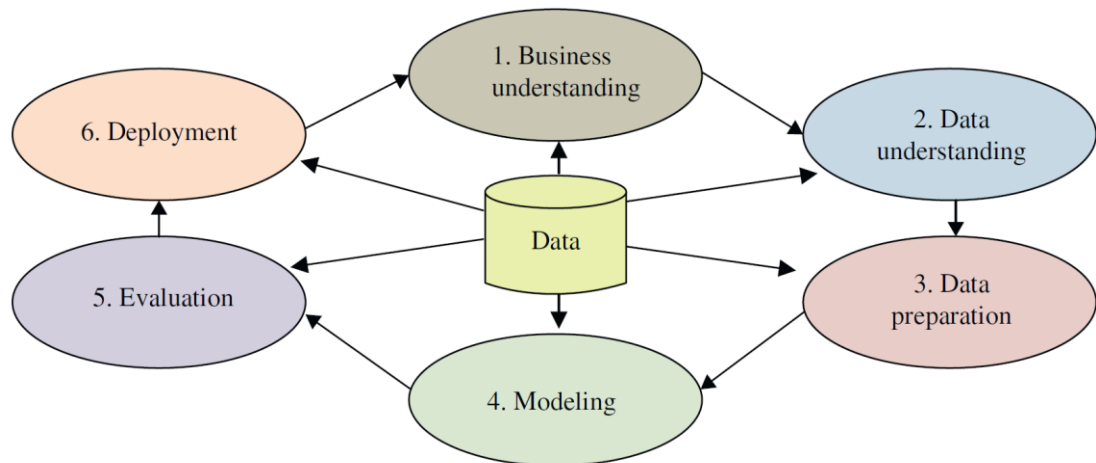 1. Business
understanding
2. Data
understanding
3. Data
preparation
4. Modeling
5. Evaluation
6. Deployment
Data